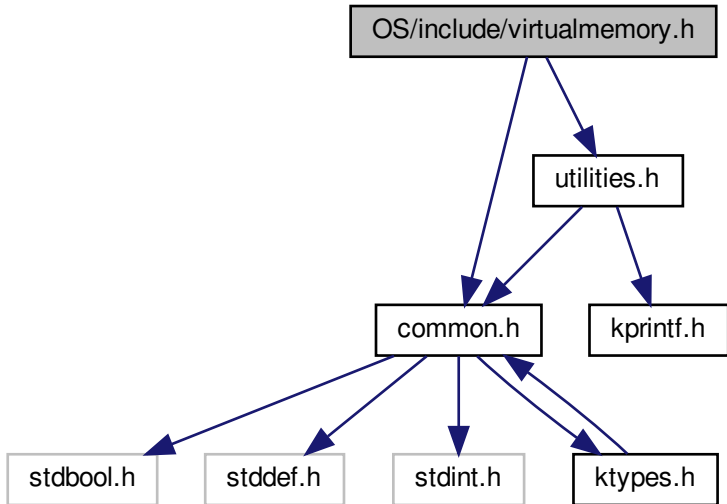 OS/include/virtualmemory.h
utilities.h
common.h
kprintf.h
stdbool.h
stddef.h
stdint.h
ktypes.h